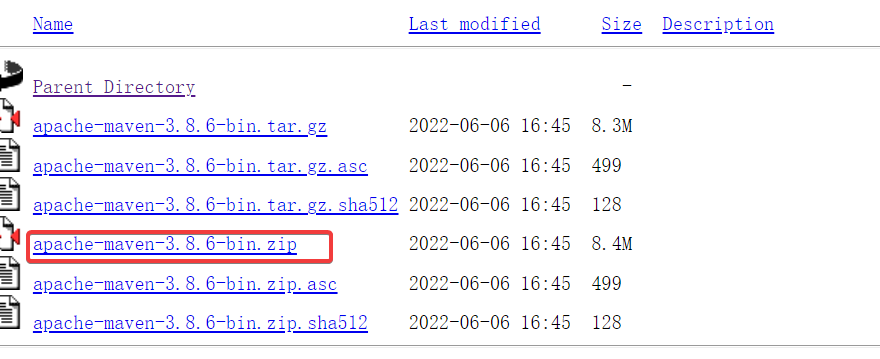 Name Last modified Size Description
Parent Directory -
apache-maven-3.8.6-bin.tar.gz 2022-06-06 16:45 8.3M
apache-maven-3.8.6-bin.tar.gz.asc 2022-06-06 16:45 499
apache-maven-3.8.6-bin.tar.gz.sha512 2022-06-06 16:45 128
apache-maven-3.8.6-bin.zip 2022-06-06 16:45 8.4M
apache-maven-3.8.6-bin.zip.asc 2022-06-06 16:45 499
apache-maven-3.8.6-bin.zip.sha512 2022-06-06 16:45 128